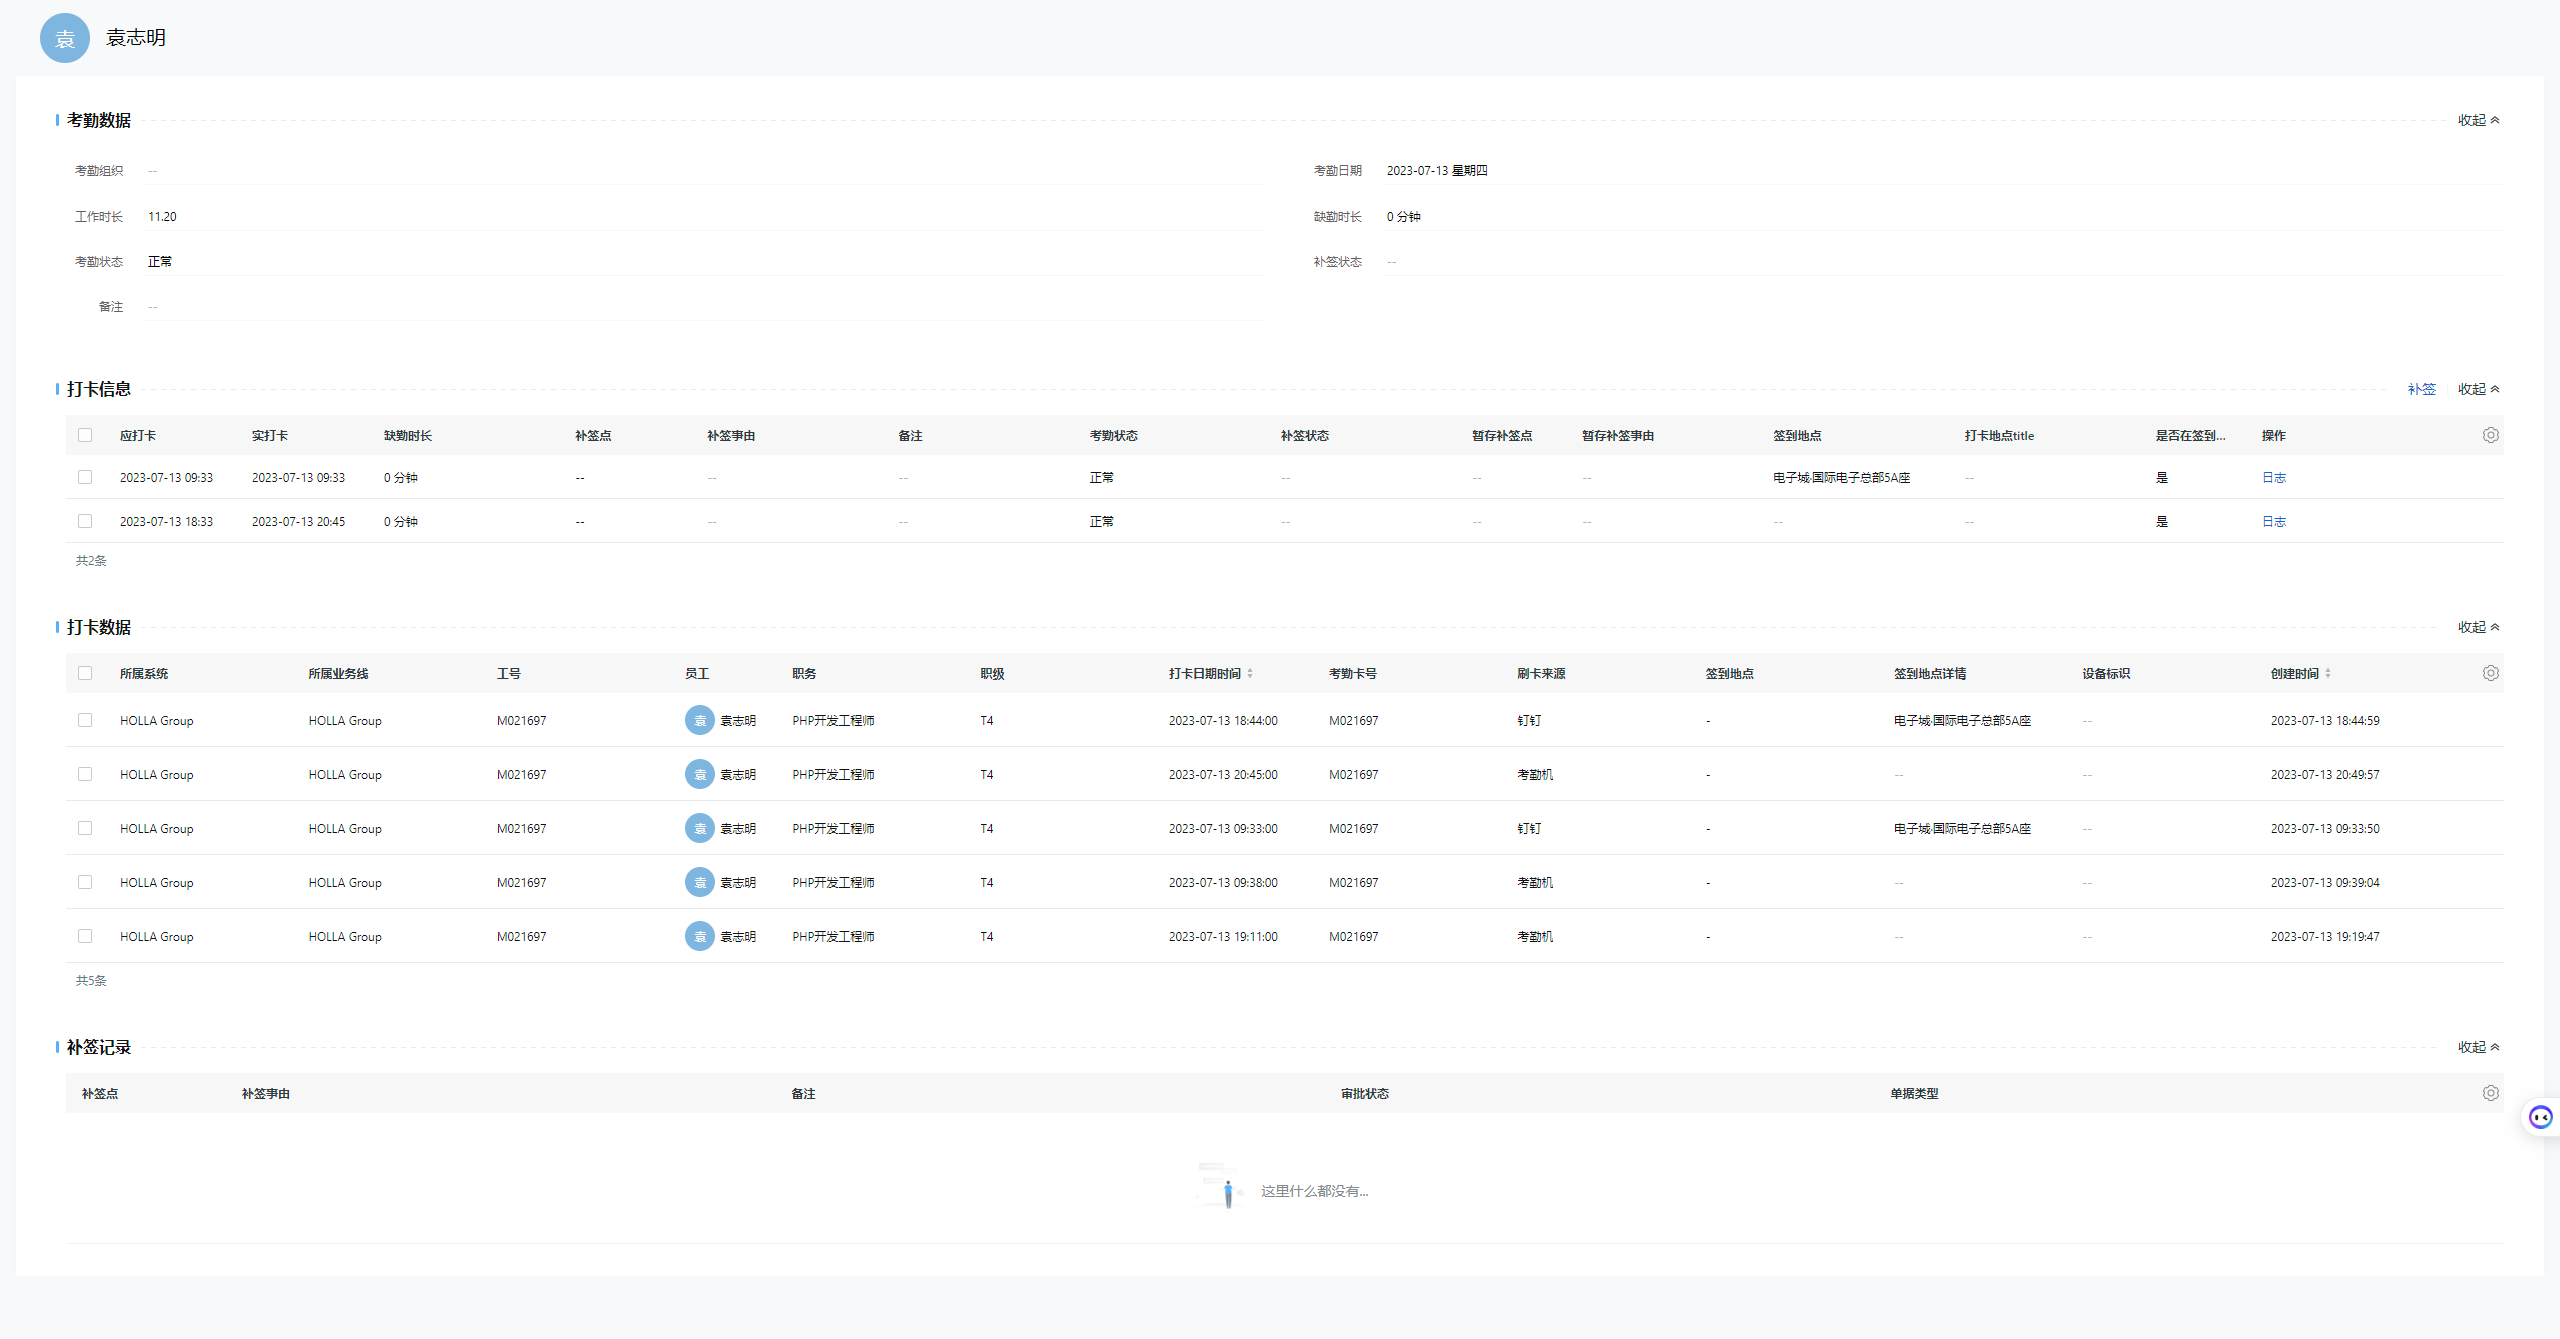 袁 袁志明
考勤数据 收起
考勤组织 -- 考勤日期 2023-07-13 星期四
工作时长 11.20 缺勤时长 0 分钟
考勤状态 正常 补签状态 --
备注 --
打卡信息 补签 收起
应打卡 实打卡 缺勤时长 补签点 补签事由 备注 考勤状态 补签状态 暂存补签点 暂存补签事由 签到地点 打卡地点title 是否在签到... 操作
2023-07-13 09:33 2023-07-13 09:33 0 分钟 -- -- -- 正常 -- -- -- 电子城·国际电子总部5A座 -- 是 日志
2023-07-13 18:33 2023-07-13 20:45 0 分钟 -- -- -- 正常 -- -- -- -- -- 是 日志
共2条
打卡数据 收起
所属系统 所属业务线 工号 员工 职务 职级 打卡日期时间 考勤卡号 刷卡来源 签到地点 签到地点详情 设备标识 创建时间
HOLLA Group HOLLA Group M021697 袁 袁志明 PHP开发工程师 T4 2023-07-13 18:44:00 M021697 钉钉 - 电子城·国际电子总部5A座 -- 2023-07-13 18:44:59
HOLLA Group HOLLA Group M021697 袁 袁志明 PHP开发工程师 T4 2023-07-13 20:45:00 M021697 考勤机 - -- -- 2023-07-13 20:49:57
HOLLA Group HOLLA Group M021697 袁 袁志明 PHP开发工程师 T4 2023-07-13 09:33:00 M021697 钉钉 - 电子城·国际电子总部5A座 -- 2023-07-13 09:33:50
HOLLA Group HOLLA Group M021697 袁 袁志明 PHP开发工程师 T4 2023-07-13 09:38:00 M021697 考勤机 - -- -- 2023-07-13 09:39:04
HOLLA Group HOLLA Group M021697 袁 袁志明 PHP开发工程师 T4 2023-07-13 19:11:00 M021697 考勤机 - -- -- 2023-07-13 19:19:47
共5条
补签记录 收起
补签点 补签事由 备注 审批状态 单据类型
这里什么都没有...